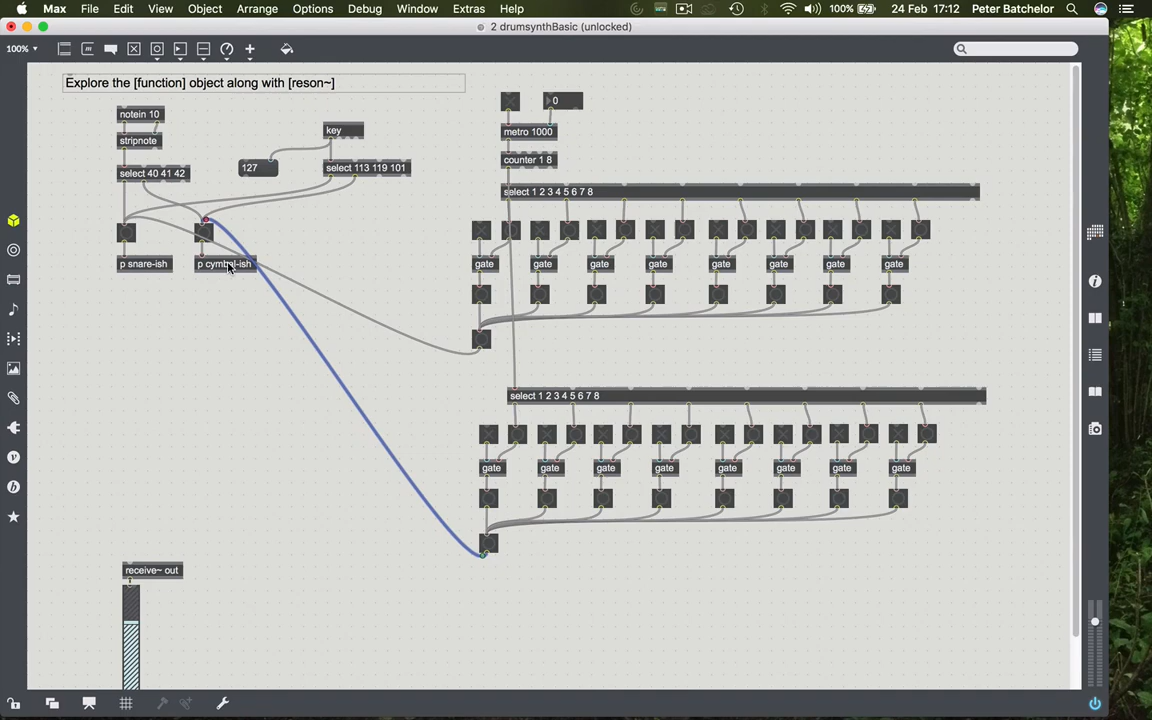 Max File Edit View Object Arrange Options Debug Window Extras Help 100% 24 Feb 17:12 Peter Batchelor
2 drumsynthBasic (unlocked)
100%
Explore the [function] object along with [reson~]
notein 10
stripnote
select 40 41 42
key
127
select 113 119 101
p snare-ish
p cymbal-ish
0
metro 1000
counter 1 8
select 1 2 3 4 5 6 7 8
gate gate gate gate gate gate gate gate
select 1 2 3 4 5 6 7 8
gate gate gate gate gate gate gate gate
receive~ out